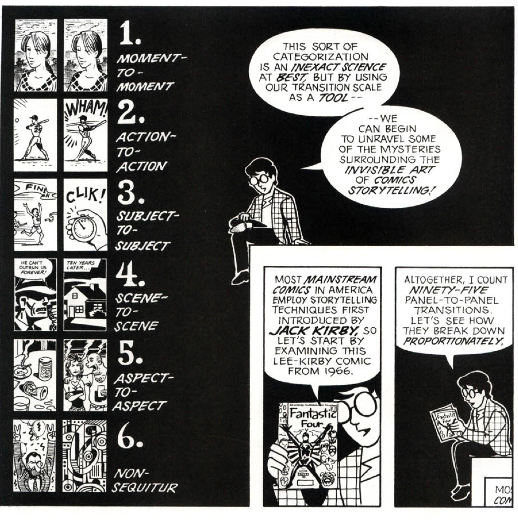 1.
MOMENT-
TO-
MOMENT
WHAM!
2.
ACTION-
TO-
ACTION
CLIK!
3.
SUBJECT-
TO-
SUBJECT
HE CAN'T
OUTRUN US
FOREVER!
TEN YEARS
LATER...
4.
SCENE-
TO-
SCENE
5.
ASPECT-
TO-
ASPECT
6.
NON-
SEQUITUR
THIS SORT OF
CATEGORIZATION
IS AN INEXACT SCIENCE
AT BEST, BUT BY USING
OUR TRANSITION SCALE
AS A TOOL--
--WE
CAN BEGIN
TO UNRAVEL SOME
OF THE MYSTERIES
SURROUNDING THE
INVISIBLE ART
OF COMICS
STORYTELLING!
MOST MAINSTREAM
COMICS IN AMERICA
EMPLOY STORYTELLING
TECHNIQUES FIRST
INTRODUCED BY
JACK KIRBY, SO
LET'S START BY
EXAMINING THIS
LEE-KIRBY COMIC
FROM 1966.
Fantastic
Four
ALTOGETHER, I COUNT
NINETY-FIVE
PANEL-TO-PANEL
TRANSITIONS.
LET'S SEE HOW
THEY BREAK DOWN
PROPORTIONATELY.
MOS
COM